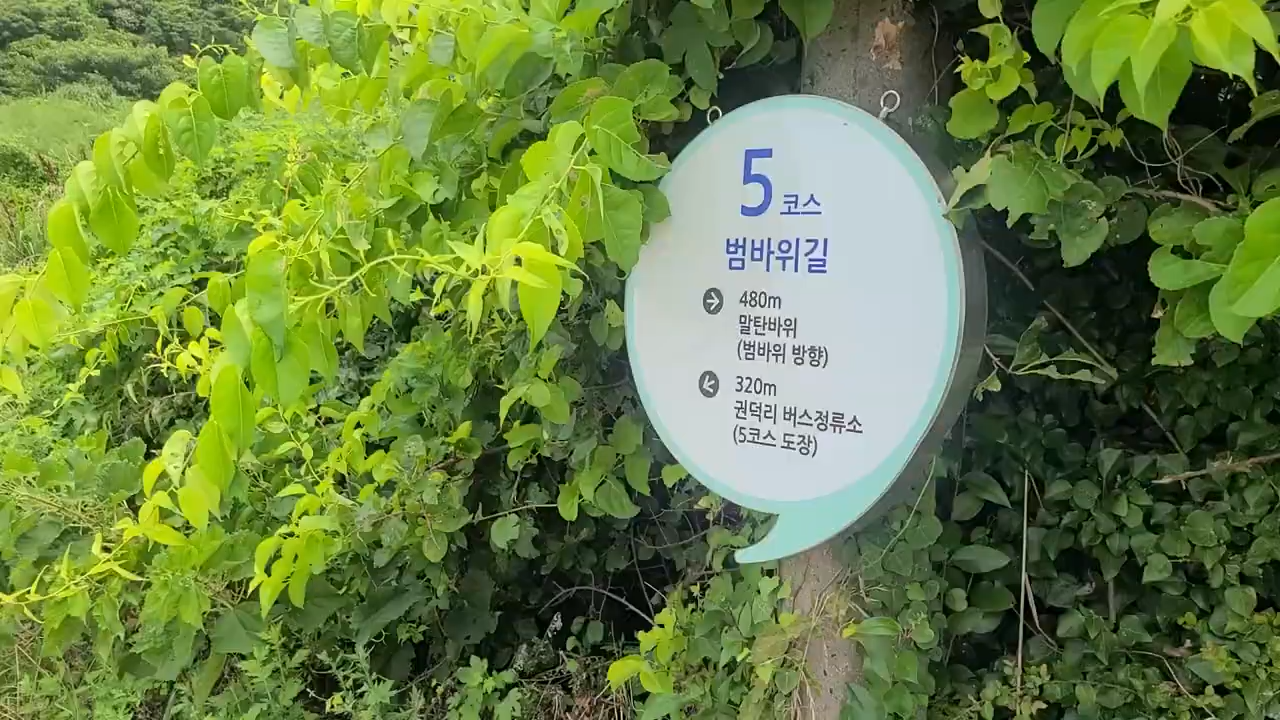 5 코스
범바위길
480m
말탄바위
(범바위 방향)
320m
권덕리 버스정류소
(5코스 도장)